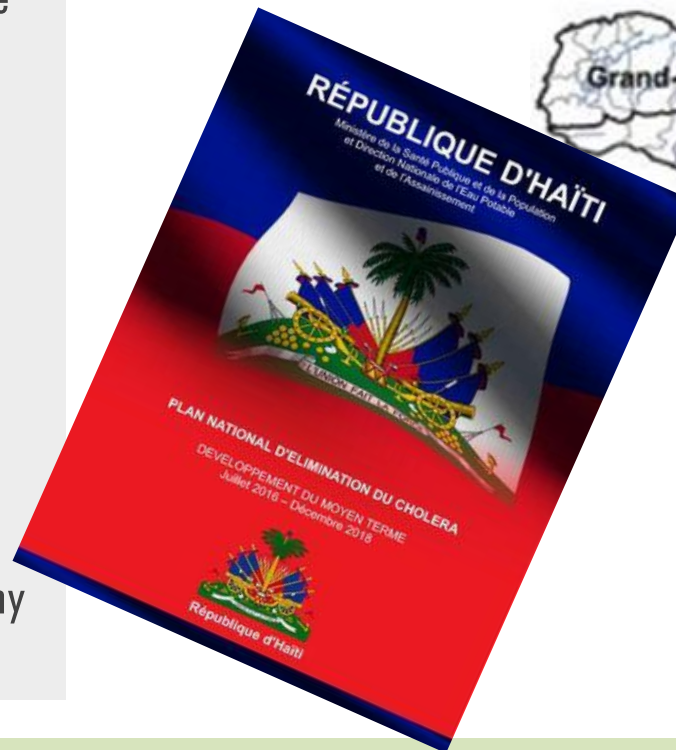 e
ny
Grand-
RÉPUBLIQUE D'HAÏTI
Ministère de la Santé Publique et de la Population
et Direction Nationale de l'Eau Potable
et de l'Assainissement
L'UNION FAIT LA FORCE
PLAN NATIONAL D'ELIMINATION DU CHOLERA
DEVELOPPEMENT DU MOYEN TERME
Juillet 2016 – Décembre 2018
République d'Haïti